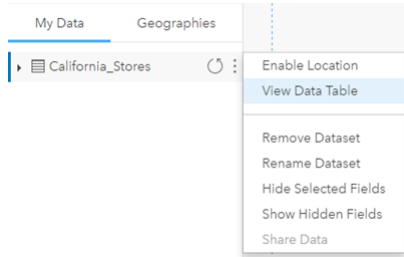 My Data Geographies
California_Stores
Enable Location
View Data Table
Remove Dataset
Rename Dataset
Hide Selected Fields
Show Hidden Fields
Share Data